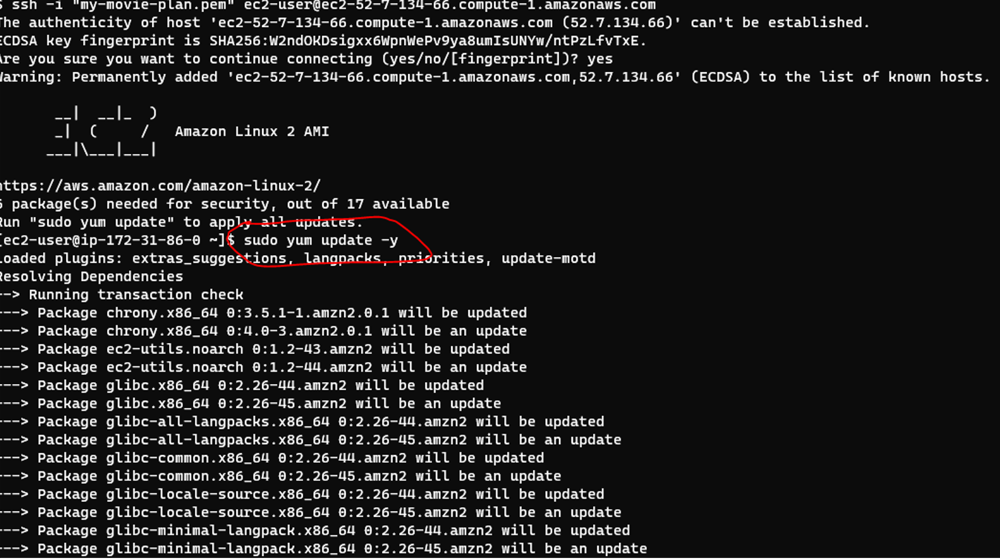 $ ssh -i "my-movie-plan.pem" ec2-user@ec2-52-7-134-66.compute-1.amazonaws.com
The authenticity of host 'ec2-52-7-134-66.compute-1.amazonaws.com (52.7.134.66)' can't be established.
ECDSA key fingerprint is SHA256:W2ndOKDsigxx6WpnWePv9ya8umIsUNYw/ntPzLfvTxE.
Are you sure you want to continue connecting (yes/no/[fingerprint])? yes
Warning: Permanently added 'ec2-52-7-134-66.compute-1.amazonaws.com,52.7.134.66' (ECDSA) to the list of known hosts.
__|  __|_  )
_|  (     /   Amazon Linux 2 AMI
___|\___|___|
https://aws.amazon.com/amazon-linux-2/
6 package(s) needed for security, out of 17 available
Run "sudo yum update" to apply all updates.
[ec2-user@ip-172-31-86-0 ~]$ sudo yum update -y
Loaded plugins: extras_suggestions, langpacks, priorities, update-motd
Resolving Dependencies
--> Running transaction check
---> Package chrony.x86_64 0:3.5.1-1.amzn2.0.1 will be updated
---> Package chrony.x86_64 0:4.0-3.amzn2.0.1 will be an update
---> Package ec2-utils.noarch 0:1.2-43.amzn2 will be updated
---> Package ec2-utils.noarch 0:1.2-44.amzn2 will be an update
---> Package glibc.x86_64 0:2.26-44.amzn2 will be updated
---> Package glibc.x86_64 0:2.26-45.amzn2 will be an update
---> Package glibc-all-langpacks.x86_64 0:2.26-44.amzn2 will be updated
---> Package glibc-all-langpacks.x86_64 0:2.26-45.amzn2 will be an update
---> Package glibc-common.x86_64 0:2.26-44.amzn2 will be updated
---> Package glibc-common.x86_64 0:2.26-45.amzn2 will be an update
---> Package glibc-locale-source.x86_64 0:2.26-44.amzn2 will be updated
---> Package glibc-locale-source.x86_64 0:2.26-45.amzn2 will be an update
---> Package glibc-minimal-langpack.x86_64 0:2.26-44.amzn2 will be updated
---> Package glibc-minimal-langpack.x86_64 0:2.26-45.amzn2 will be an update